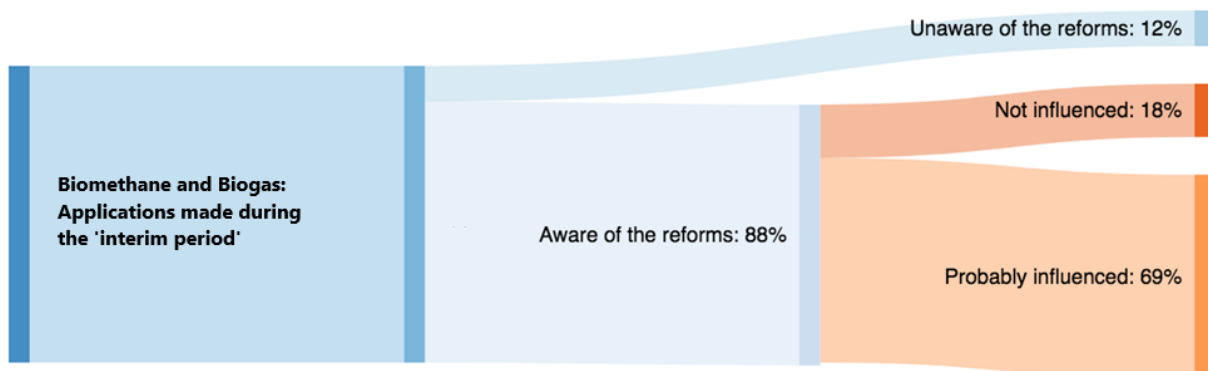 Unaware of the reforms: 12%
Not influenced: 18%
Biomethane and Biogas:
Applications made during
the 'interim period'
Aware of the reforms: 88%
Probably influenced: 69%